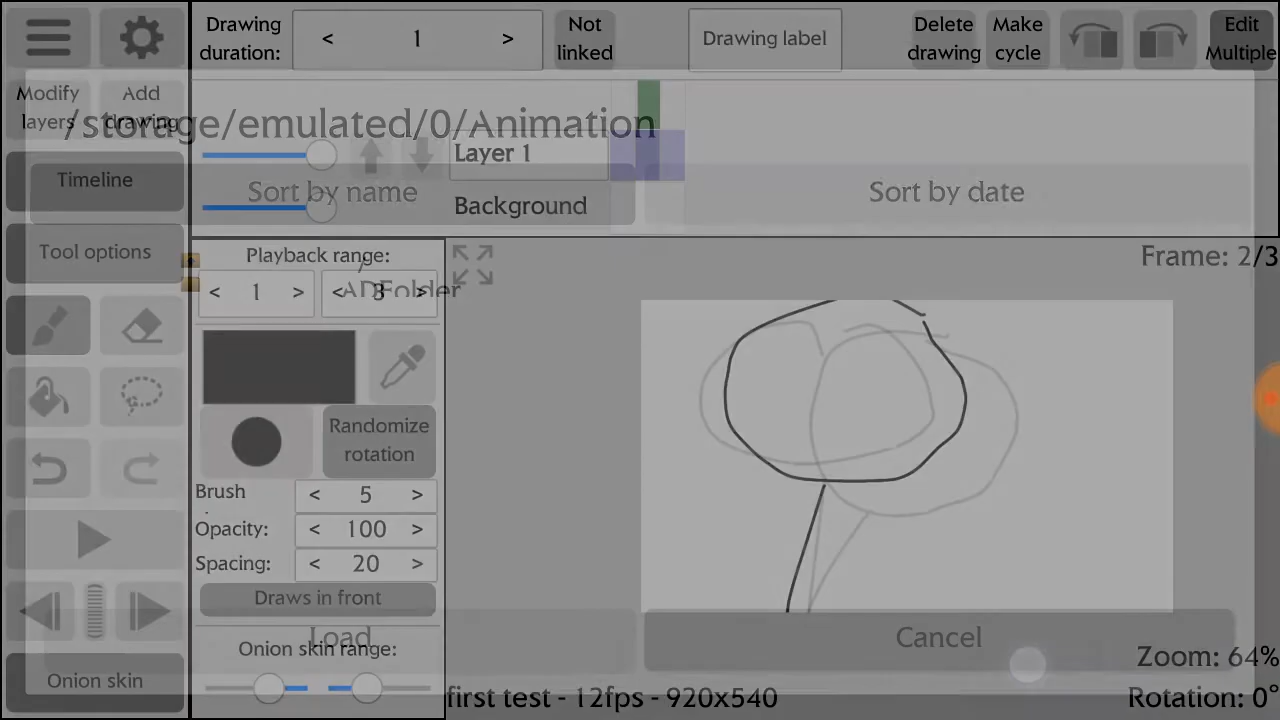 Drawing duration:
< 1 >
Not linked
Drawing label
Delete drawing
Make cycle
Edit Multiple
Modify layers
Add drawing
/storage/emulated/0/Animation
Layer 1
Timeline
Sort by name
Sort by date
Background
Tool options
Playback range:
Frame: 2/3
< 1 >
< 3 >
/
ADFolder
Randomize rotation
Brush
< 5 >
Opacity:
< 100 >
Spacing:
< 20 >
Draws in front
Load
Cancel
Onion skin range:
Zoom: 64%
Onion skin
first test - 12fps - 920x540
Rotation: 0°